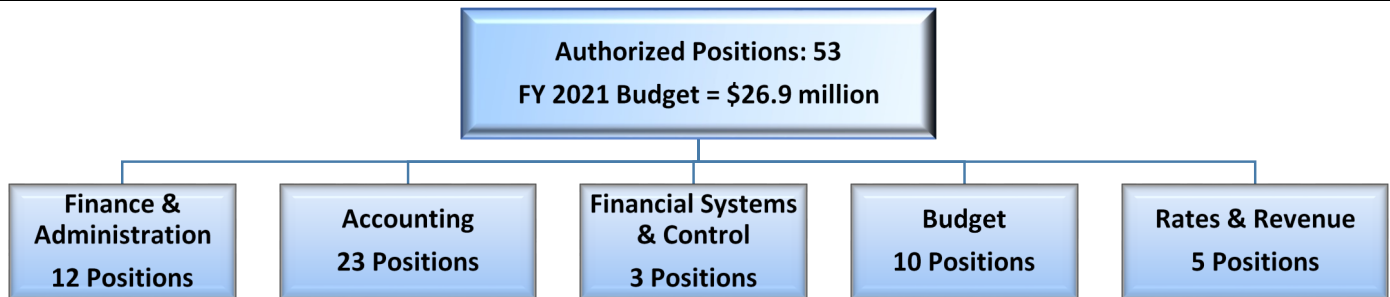 Authorized Positions: 53
FY 2021 Budget = $26.9 million
Finance &
Administration
12 Positions
Accounting
23 Positions
Financial Systems
& Control
3 Positions
Budget
10 Positions
Rates & Revenue
5 Positions